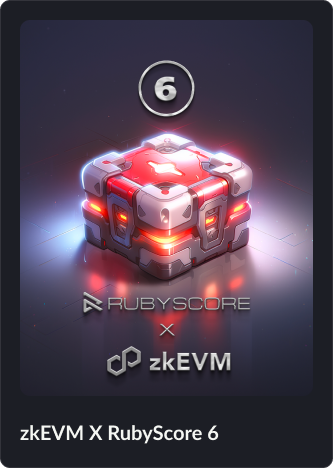 6
RUBYSCORE
X
zkEVM
zkEVM X RubyScore 6